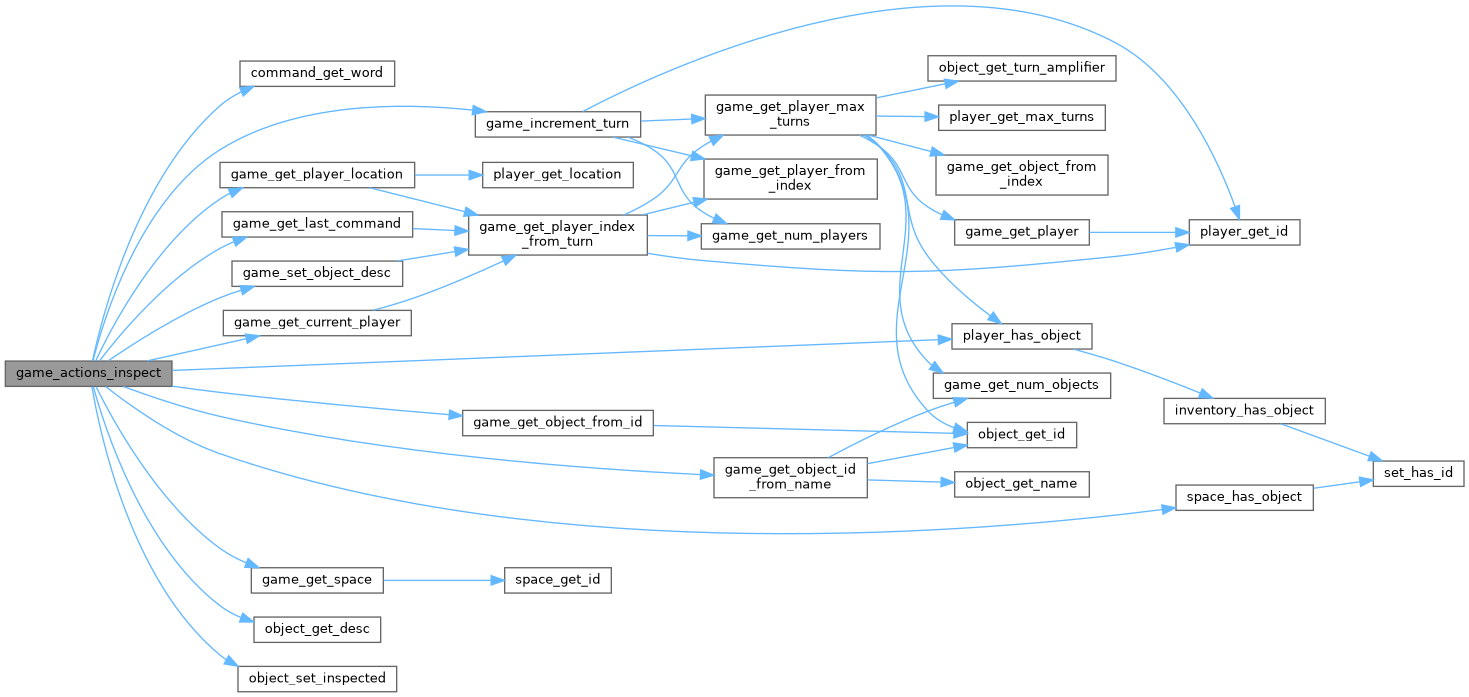 command_get_word
object_get_turn_amplifier
game_increment_turn
game_get_player_max
_turns
player_get_max_turns
game_get_player_location
player_get_location
game_get_player_from
_index
game_get_object_from
_index
game_get_last_command
game_get_player_index
_from_turn
game_get_num_players
game_get_player
player_get_id
game_set_object_desc
game_get_current_player
player_has_object
game_actions_inspect
game_get_num_objects
inventory_has_object
game_get_object_from_id
object_get_id
game_get_object_id
_from_name
object_get_name
set_has_id
space_has_object
game_get_space
space_get_id
object_get_desc
object_set_inspected